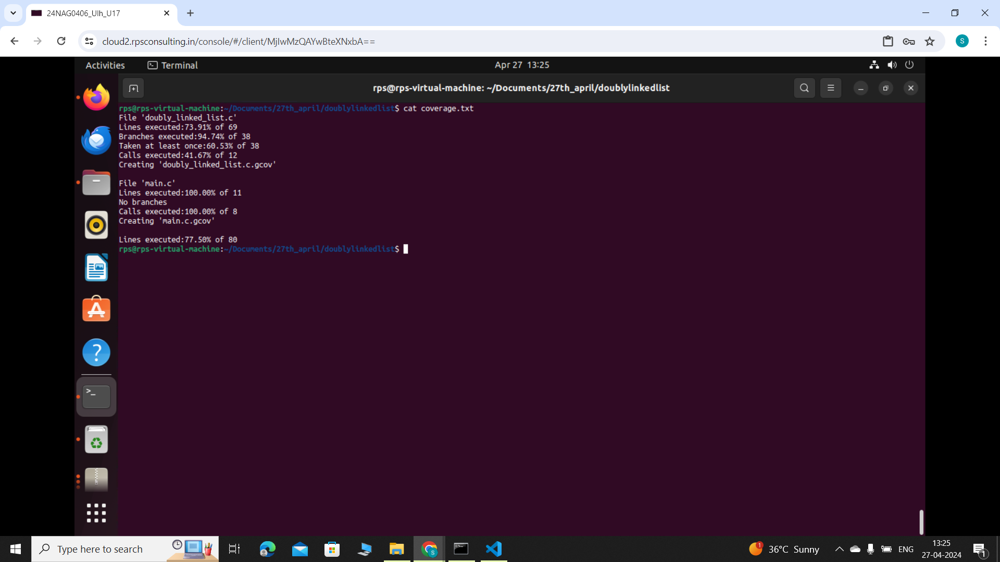 24NAG0406_UIh_U17
cloud2.rpsconsulting.in/console/#/client/MjIwMzQAYwBteXNxbA==
S
Activities
Terminal
Apr 27 13:25
rps@rps-virtual-machine: ~/Documents/27th_april/doublylinkedlist
rps@rps-virtual-machine:~/Documents/27th_april/doublylinkedlist$ cat coverage.txt
File 'doubly_linked_list.c'
Lines executed:73.91% of 69
Branches executed:94.74% of 38
Taken at least once:60.53% of 38
Calls executed:41.67% of 12
Creating 'doubly_linked_list.c.gcov'
File 'main.c'
Lines executed:100.00% of 11
No branches
Calls executed:100.00% of 8
Creating 'main.c.gcov'
Lines executed:77.50% of 80
rps@rps-virtual-machine:~/Documents/27th_april/doublylinkedlist$
Type here to search
S
1
36°C Sunny
ENG
13:25
27-04-2024
1